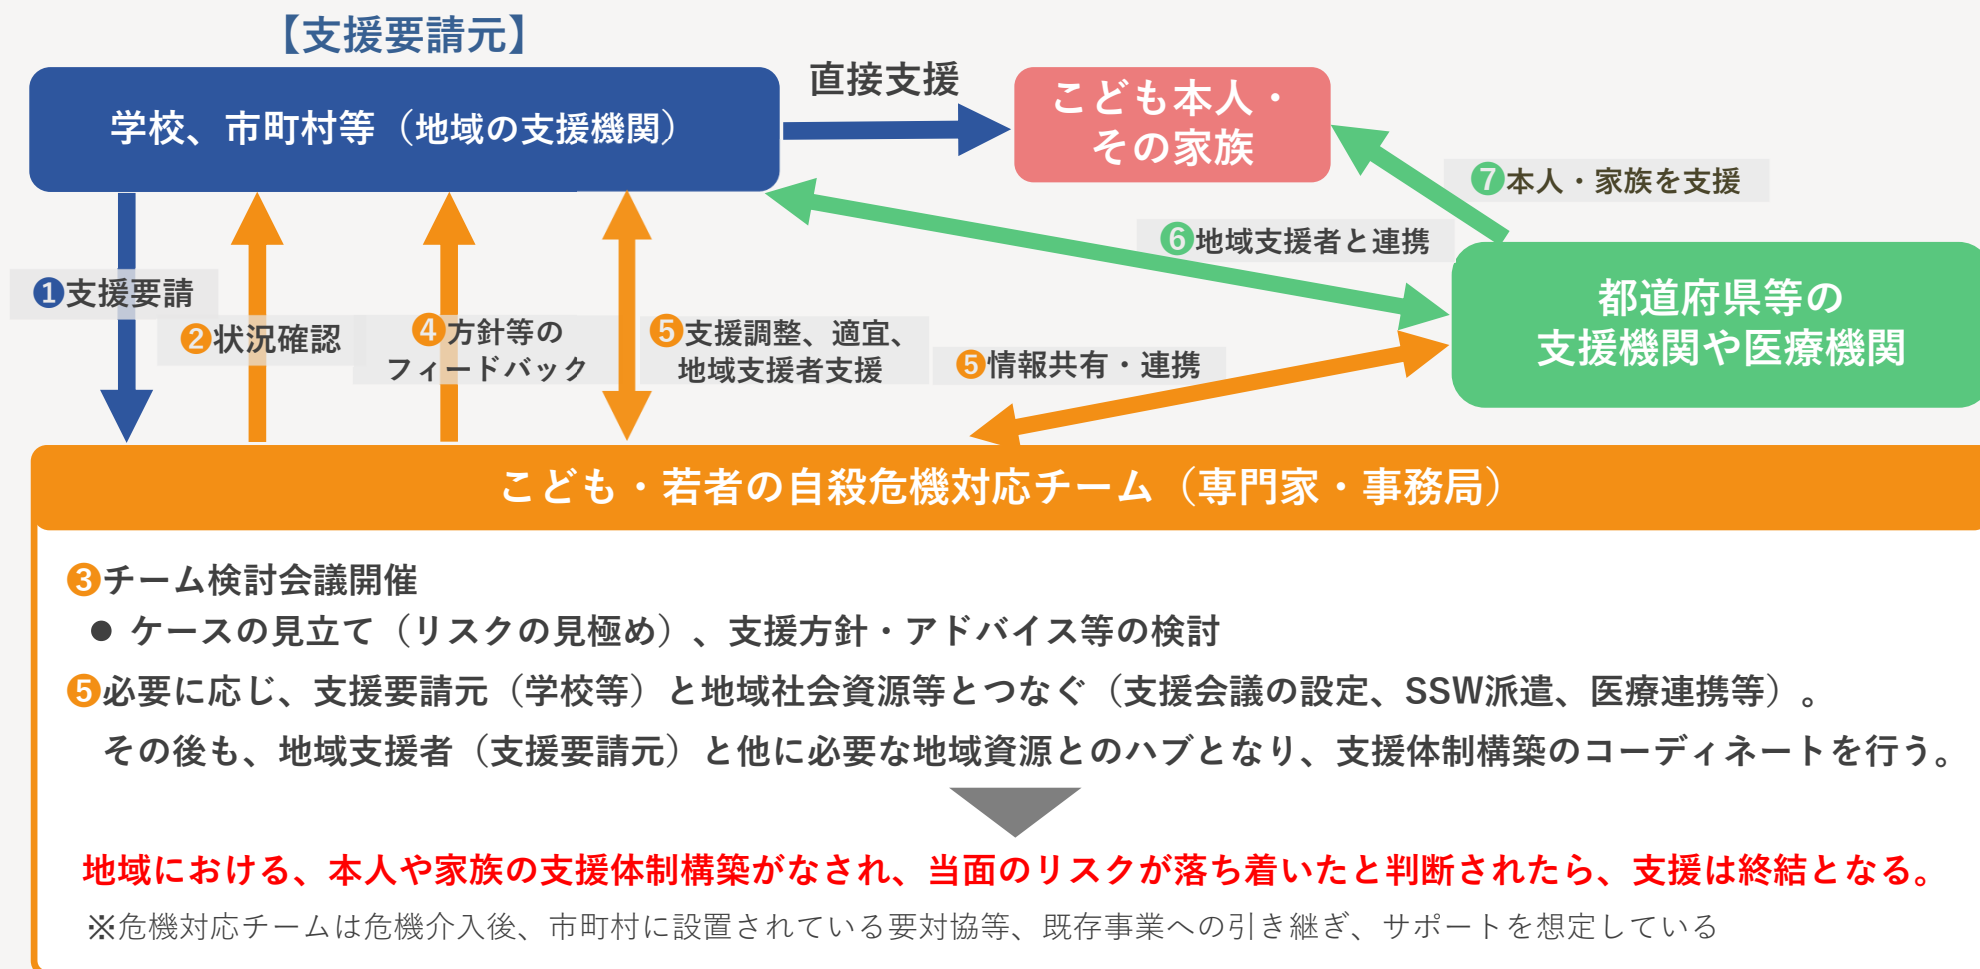 【支援要請元】
学校、市町村等（地域の支援機関）
直接支援
こども本人・
その家族
❼本人・家族を支援
❻地域支援者と連携
都道府県等の
支援機関や医療機関
❶支援要請
❷状況確認
❹方針等の
フィードバック
❺支援調整、適宜、
地域支援者支援
❺情報共有・連携
こども・若者の自殺危機対応チーム（専門家・事務局）
❸チーム検討会議開催
● ケースの見立て（リスクの見極め）、支援方針・アドバイス等の検討
❺必要に応じ、支援要請元（学校等）と地域社会資源等とつなぐ（支援会議の設定、SSW派遣、医療連携等）。
その後も、地域支援者（支援要請元）と他に必要な地域資源とのハブとなり、支援体制構築のコーディネートを行う。
地域における、本人や家族の支援体制構築がなされ、当面のリスクが落ち着いたと判断されたら、支援は終結となる。
※危機対応チームは危機介入後、市町村に設置されている要対協等、既存事業への引き継ぎ、サポートを想定している